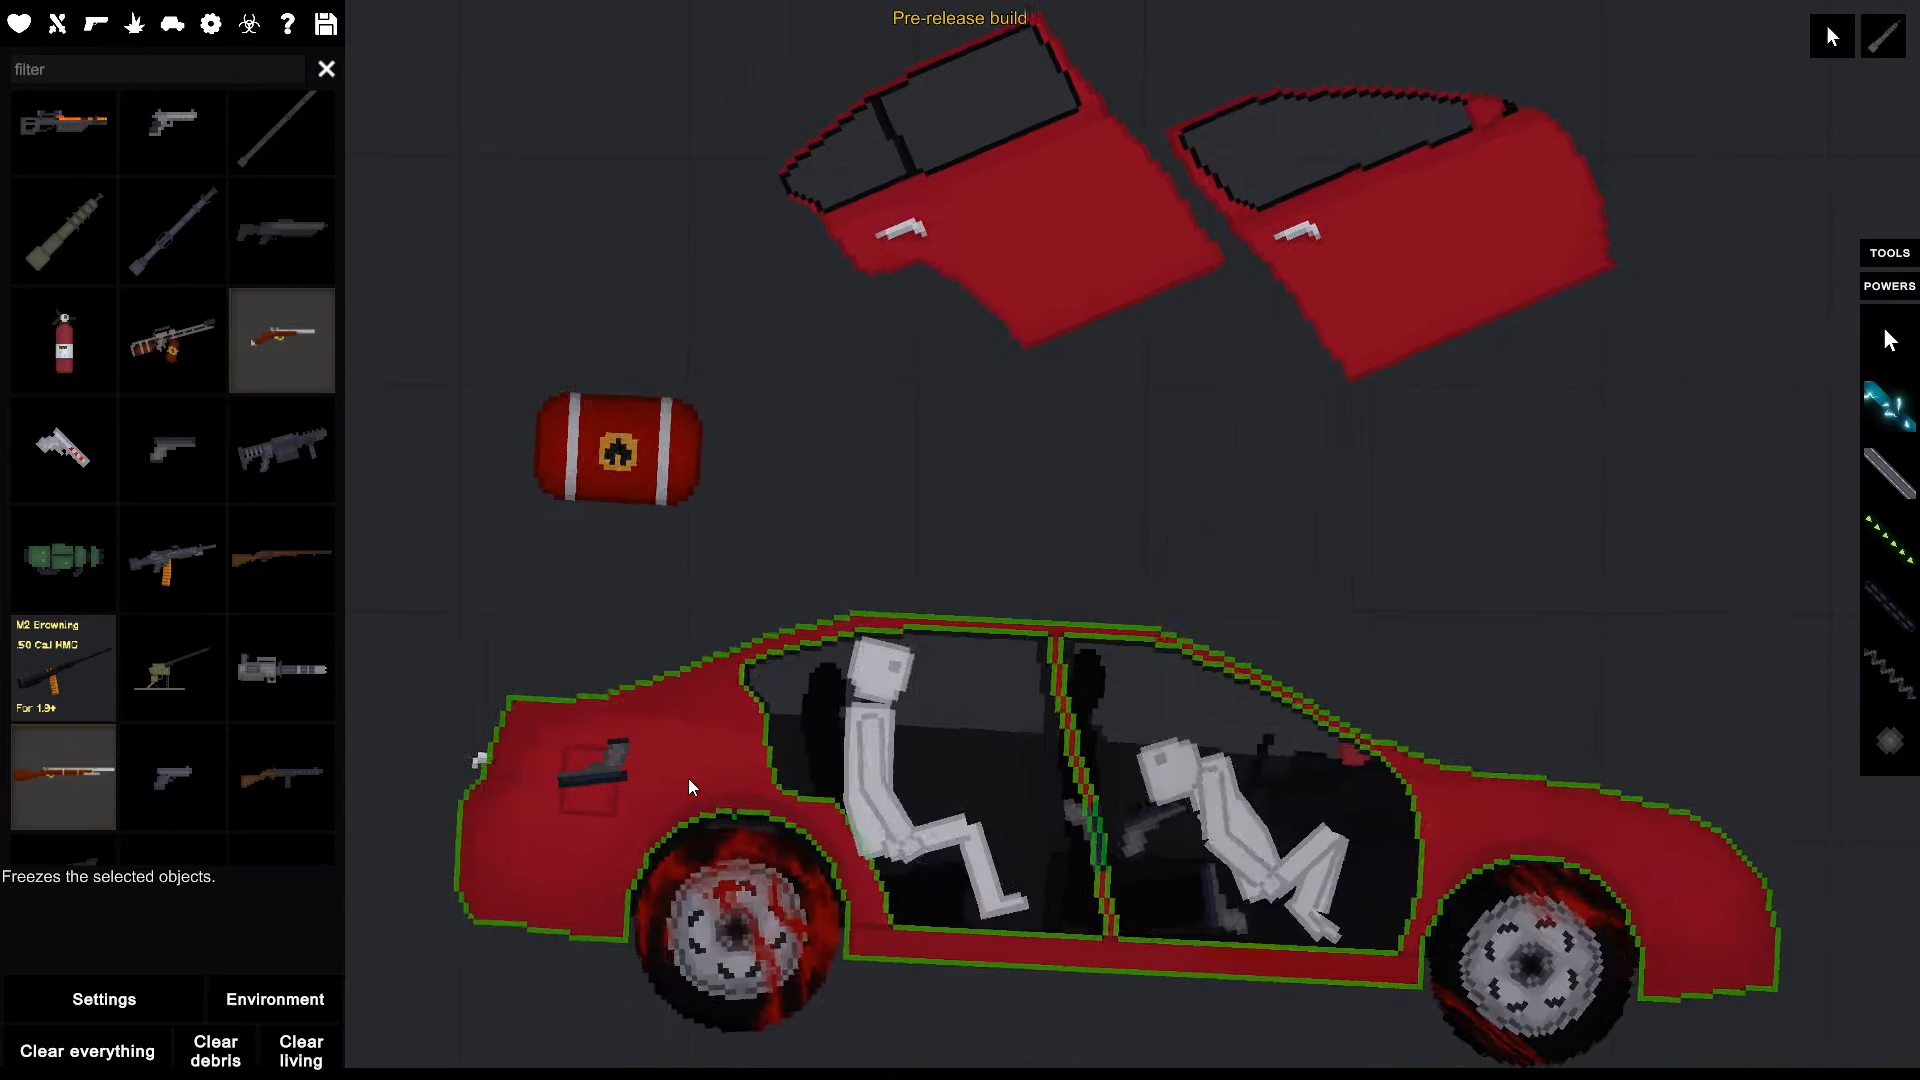 Pre-release build
filter
M2 Browning
.50 Cal HMG
For 1.9+
TOOLS
POWERS
Freezes the selected objects.
Settings
Environment
Clear everything
Clear
debris
Clear
living